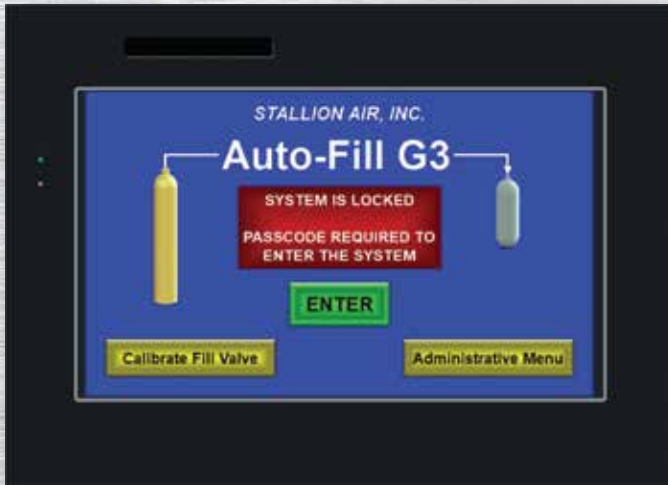 STALLION AIR, INC.
Auto-Fill G3
SYSTEM IS LOCKED
PASSCODE REQUIRED TO
ENTER THE SYSTEM
ENTER
Calibrate Fill Valve
Administrative Menu